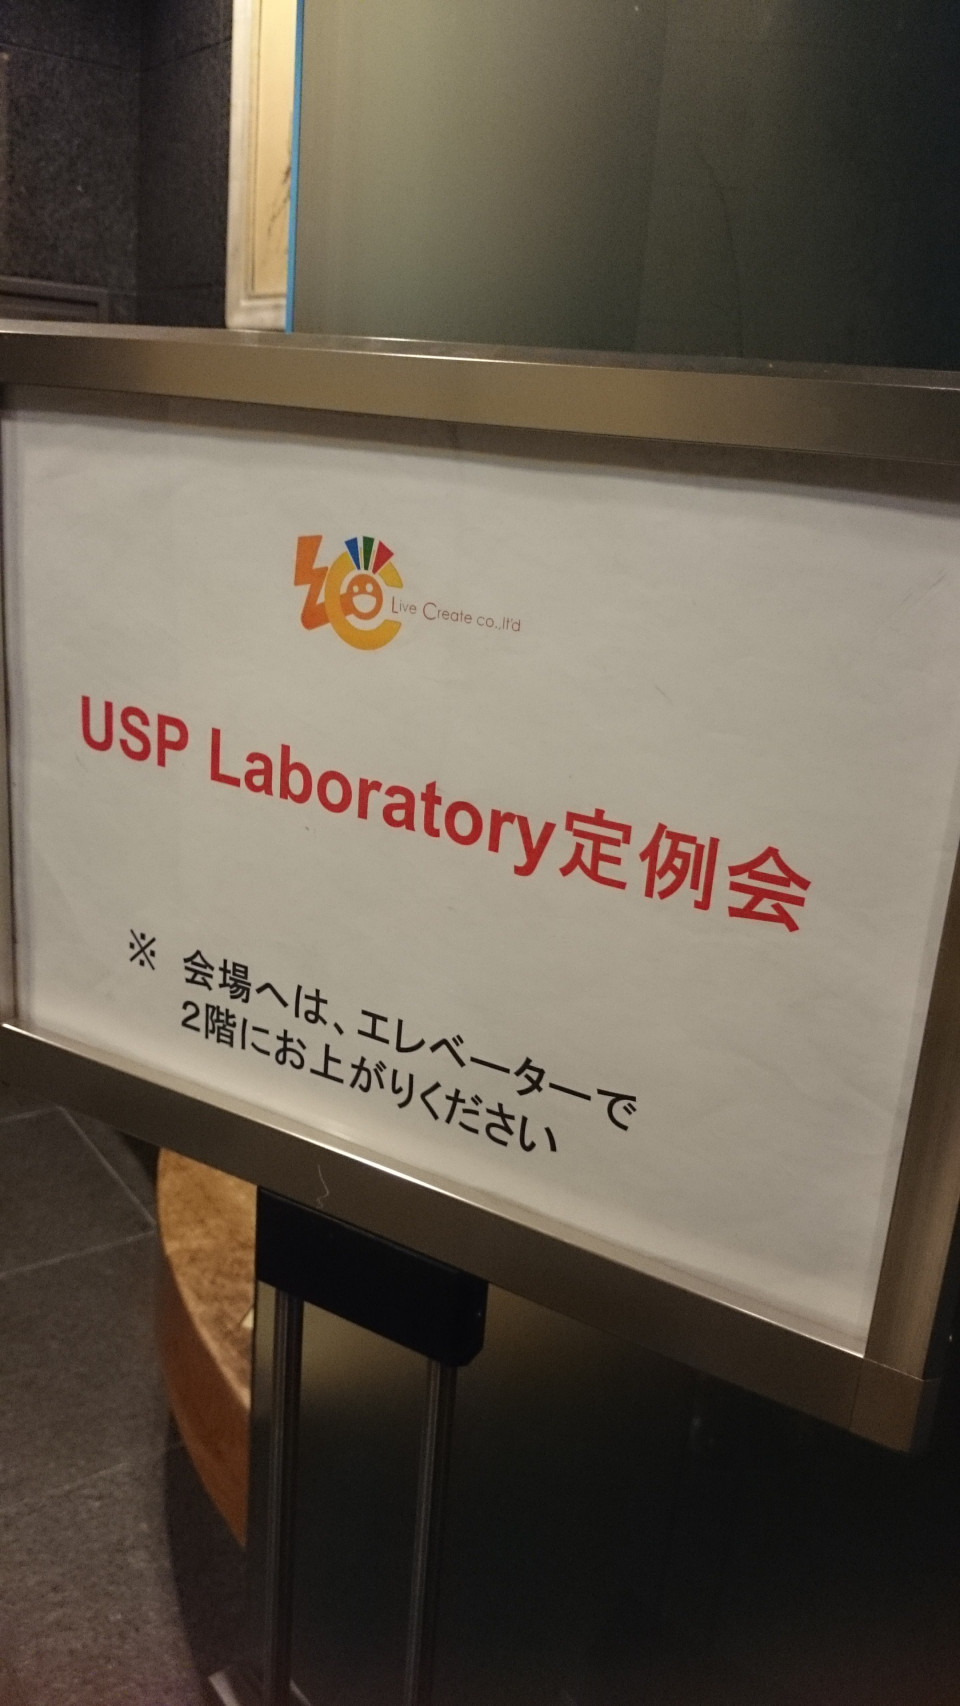 Live Create co.,lt'd
USP Laboratory定例会
※ 会場へは、エレベーターで
2階にお上がりください